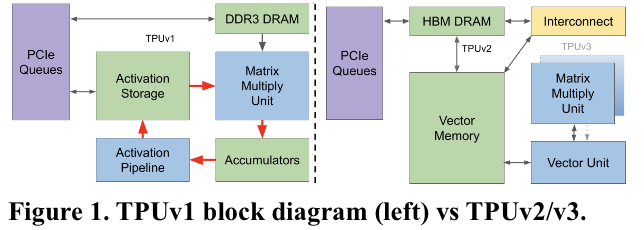 PCIe
Queues
TPUv1
DDR3 DRAM
Activation
Storage
Matrix
Multiply
Unit
Activation
Pipeline
Accumulators
PCIe
Queues
HBM DRAM
Interconnect
TPUv2
TPUv3
Vector
Memory
Matrix
Multiply
Unit
Vector Unit
Figure 1. TPUv1 block diagram (left) vs TPUv2/v3.